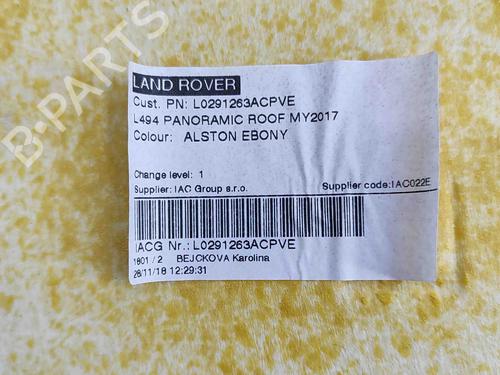 LAND ROVER
Cust. PN: L0291263ACPVE
L494 PANORAMIC ROOF MY2017
Colour: ALSTON EBONY
Change level: 1
Supplier: IAC Group s.r.o. Supplier code: IAC022E
IACG Nr.: L0291263ACPVE
1801 / 2 BEJCKOVA Karolina
28/11/18 12:29:31
B-PARTS